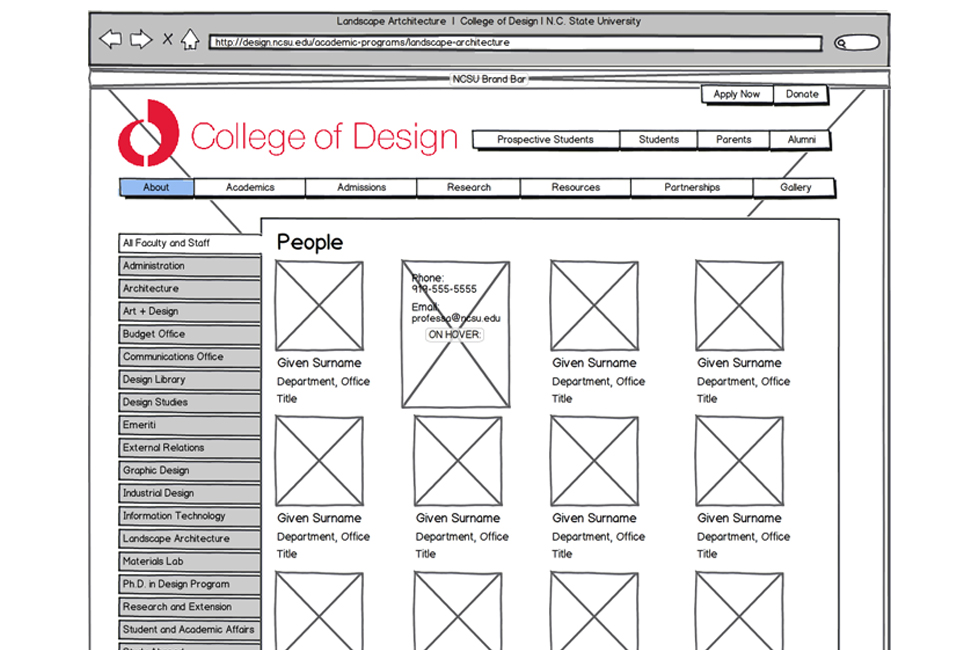 Landscape Artchitecture I College of Design I N.C. State University
http://design.ncsu.edu/academic-programs/landscape-architecture
NCSU Brand Bar
Apply Now Donate
College of Design
Prospective Students Students Parents Alumni
About Academics Admissions Research Resources Partnerships Gallery
All Faculty and Staff
Administration
Architecture
Art + Design
Budget Office
Communications Office
Design Library
Design Studies
Emeriti
External Relations
Graphic Design
Industrial Design
Information Technology
Landscape Architecture
Materials Lab
Ph.D. in Design Program
Research and Extension
Student and Academic Affairs
People
Phone:
919-555-5555
Email:
professo@ncsu.edu
ON HOVER:
Given Surname Given Surname Given Surname
Department, Office Department, Office Department, Office
Title Title Title
Given Surname Given Surname Given Surname Given Surname
Department, Office Department, Office Department, Office Department, Office
Title Title Title Title